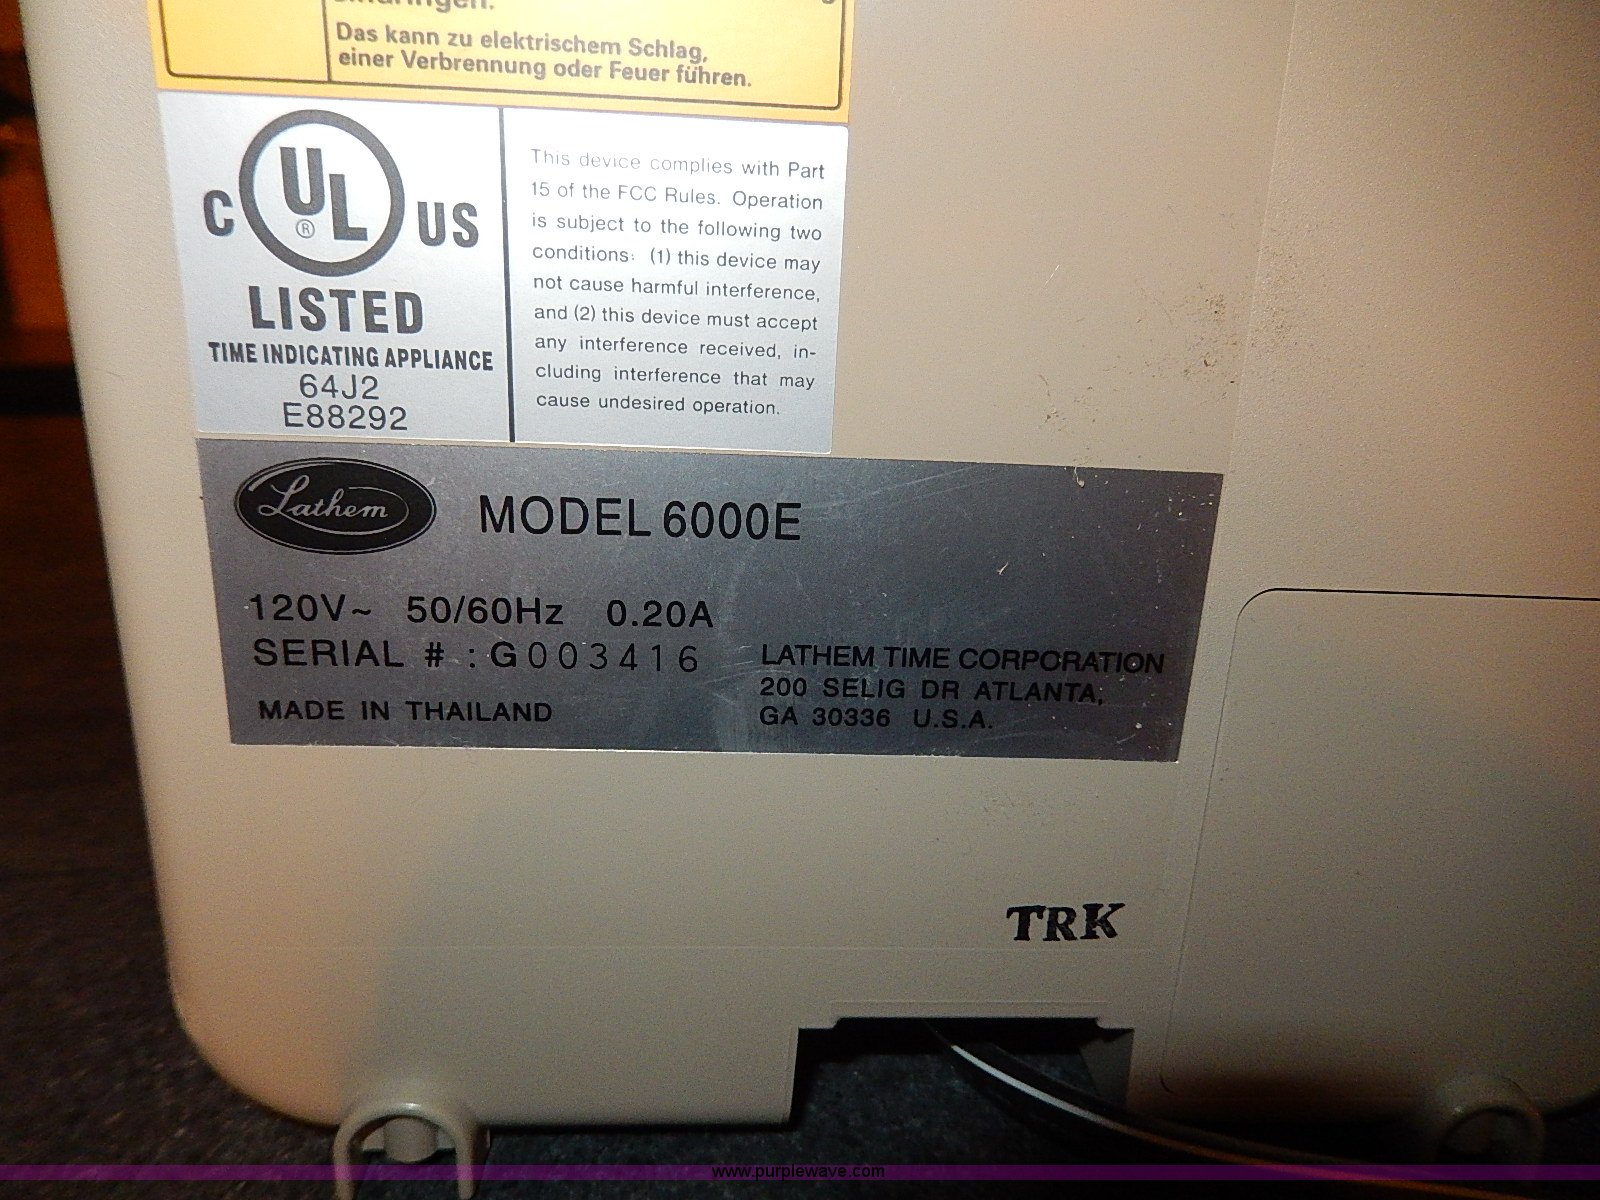 Das kann zu elektrischem Schlag,
einer Verbrennung oder Feuer führen.
C UL ® US
LISTED
TIME INDICATING APPLIANCE
64J2
E88292
This device complies with Part
15 of the FCC Rules. Operation
is subject to the following two
conditions: (1) this device may
not cause harmful interference,
and (2) this device must accept
any interference received, in-
cluding interference that may
cause undesired operation.
Lathem MODEL 6000E
120V~ 50/60Hz 0.20A
SERIAL # : G003416
MADE IN THAILAND
LATHEM TIME CORPORATION
200 SELIG DR ATLANTA,
GA 30336 U.S.A.
TRK
www.purplewave.com